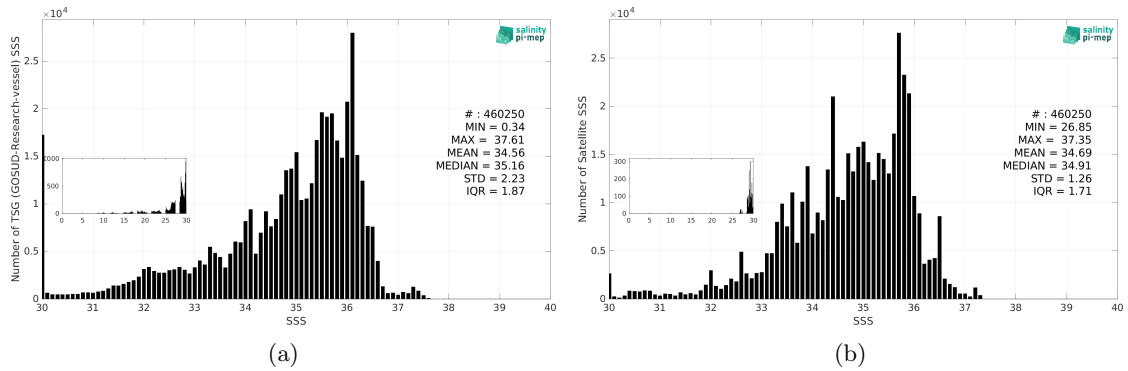 ×10⁴
2.5
2
1.5
1
0.5
0
Number of TSG (GOSUD-Research-vessel) SSS
30 31 32 33 34 35 36 37 38 39 40
SSS
salinity
pi-mep
# : 460250
MIN = 0.34
MAX = 37.61
MEAN = 34.56
MEDIAN = 35.16
STD = 2.23
IQR = 1.87
1000
500
0
0 5 10 15 20 25 30
(a)
×10⁴
2.5
2
1.5
1
0.5
0
Number of Satellite SSS
30 31 32 33 34 35 36 37 38 39 40
SSS
salinity
pi-mep
# : 460250
MIN = 26.85
MAX = 37.35
MEAN = 34.69
MEDIAN = 34.91
STD = 1.26
IQR = 1.71
300
200
100
0
0 5 10 15 20 25 30
(b)